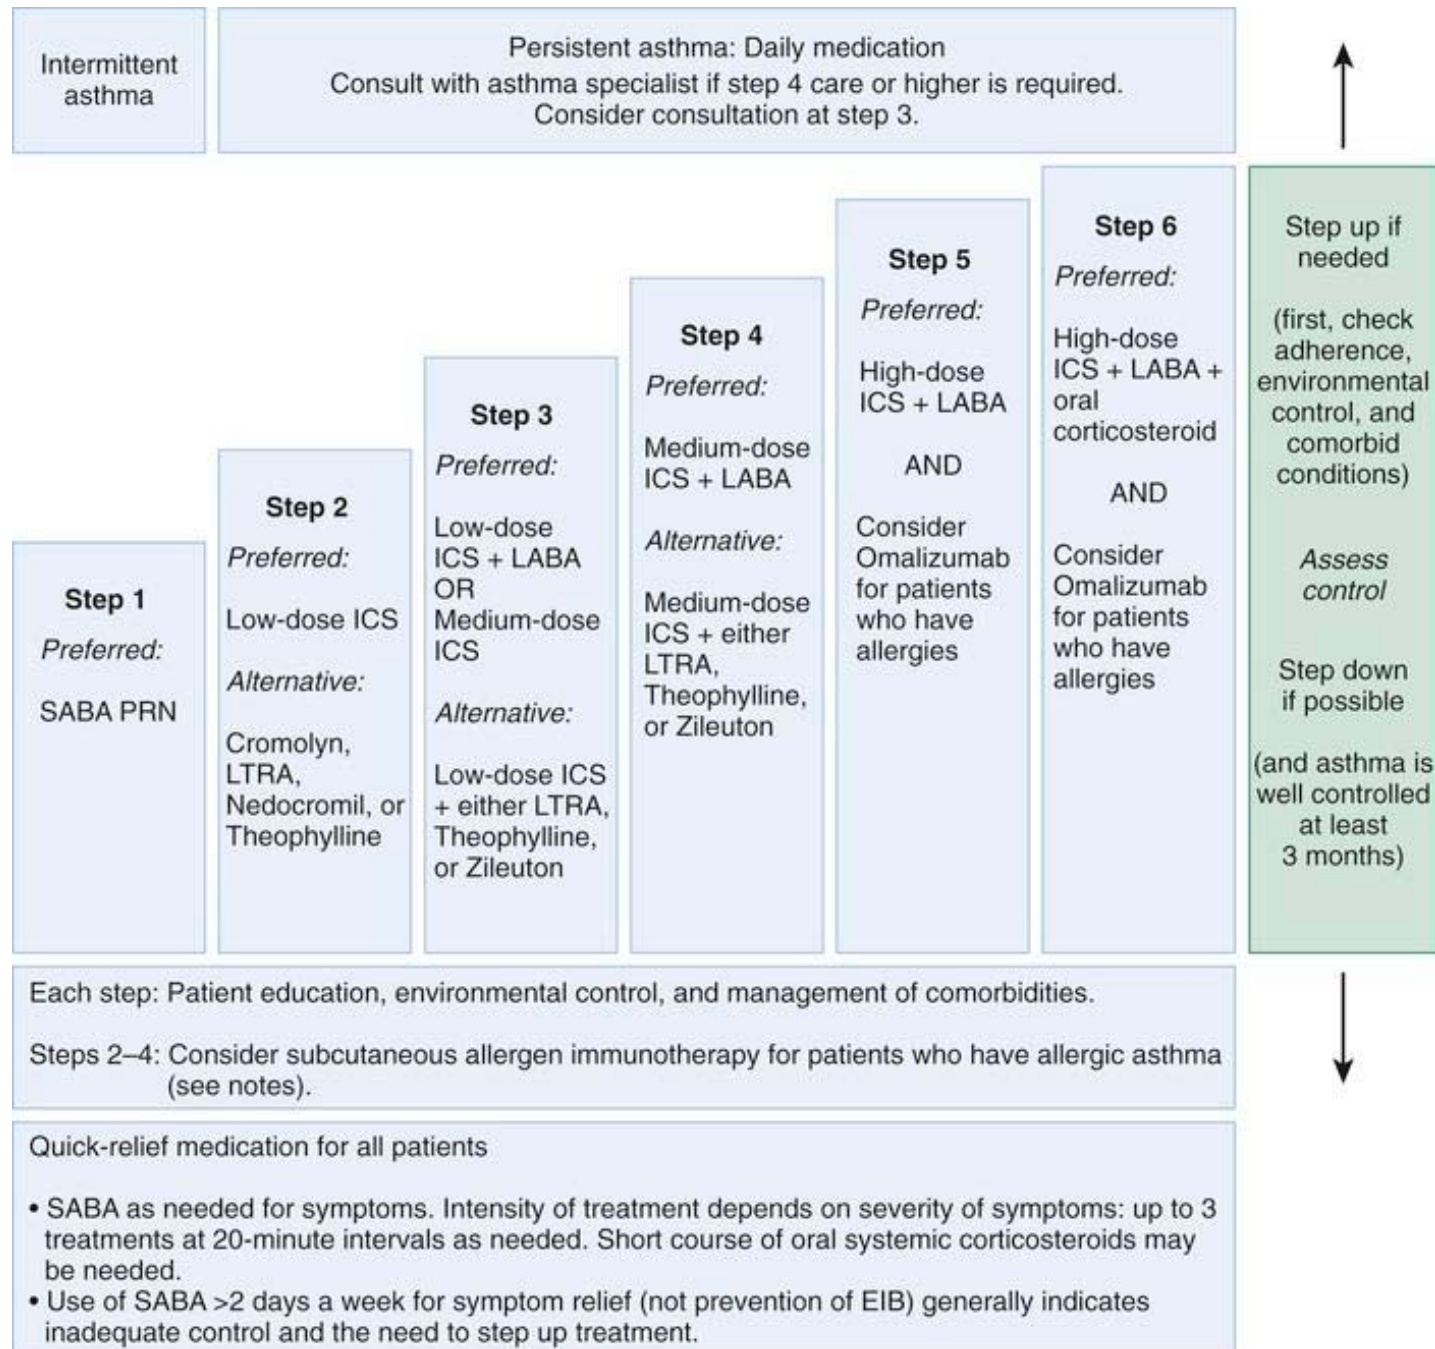 Intermittent
asthma
Persistent asthma: Daily medication
Consult with asthma specialist if step 4 care or higher is required.
Consider consultation at step 3.
Step 1
Preferred:
SABA PRN
Step 2
Preferred:
Low-dose ICS
Alternative:
Cromolyn,
LTRA,
Nedocromil, or
Theophylline
Step 3
Preferred:
Low-dose
ICS + LABA
OR
Medium-dose
ICS
Alternative:
Low-dose ICS
+ either LTRA,
Theophylline,
or Zileuton
Step 4
Preferred:
Medium-dose
ICS + LABA
Alternative:
Medium-dose
ICS + either
LTRA,
Theophylline,
or Zileuton
Step 5
Preferred:
High-dose
ICS + LABA
AND
Consider
Omalizumab
for patients
who have
allergies
Step 6
Preferred:
High-dose
ICS + LABA +
oral
corticosteroid
AND
Consider
Omalizumab
for patients
who have
allergies
Step up if
needed
(first, check
adherence,
environmental
control, and
comorbid
conditions)
Assess
control
Step down
if possible
(and asthma is
well controlled
at least
3 months)
Each step: Patient education, environmental control, and management of comorbidities.
Steps 2–4: Consider subcutaneous allergen immunotherapy for patients who have allergic asthma
(see notes).
Quick-relief medication for all patients
• SABA as needed for symptoms. Intensity of treatment depends on severity of symptoms: up to 3
treatments at 20-minute intervals as needed. Short course of oral systemic corticosteroids may
be needed.
• Use of SABA >2 days a week for symptom relief (not prevention of EIB) generally indicates
inadequate control and the need to step up treatment.